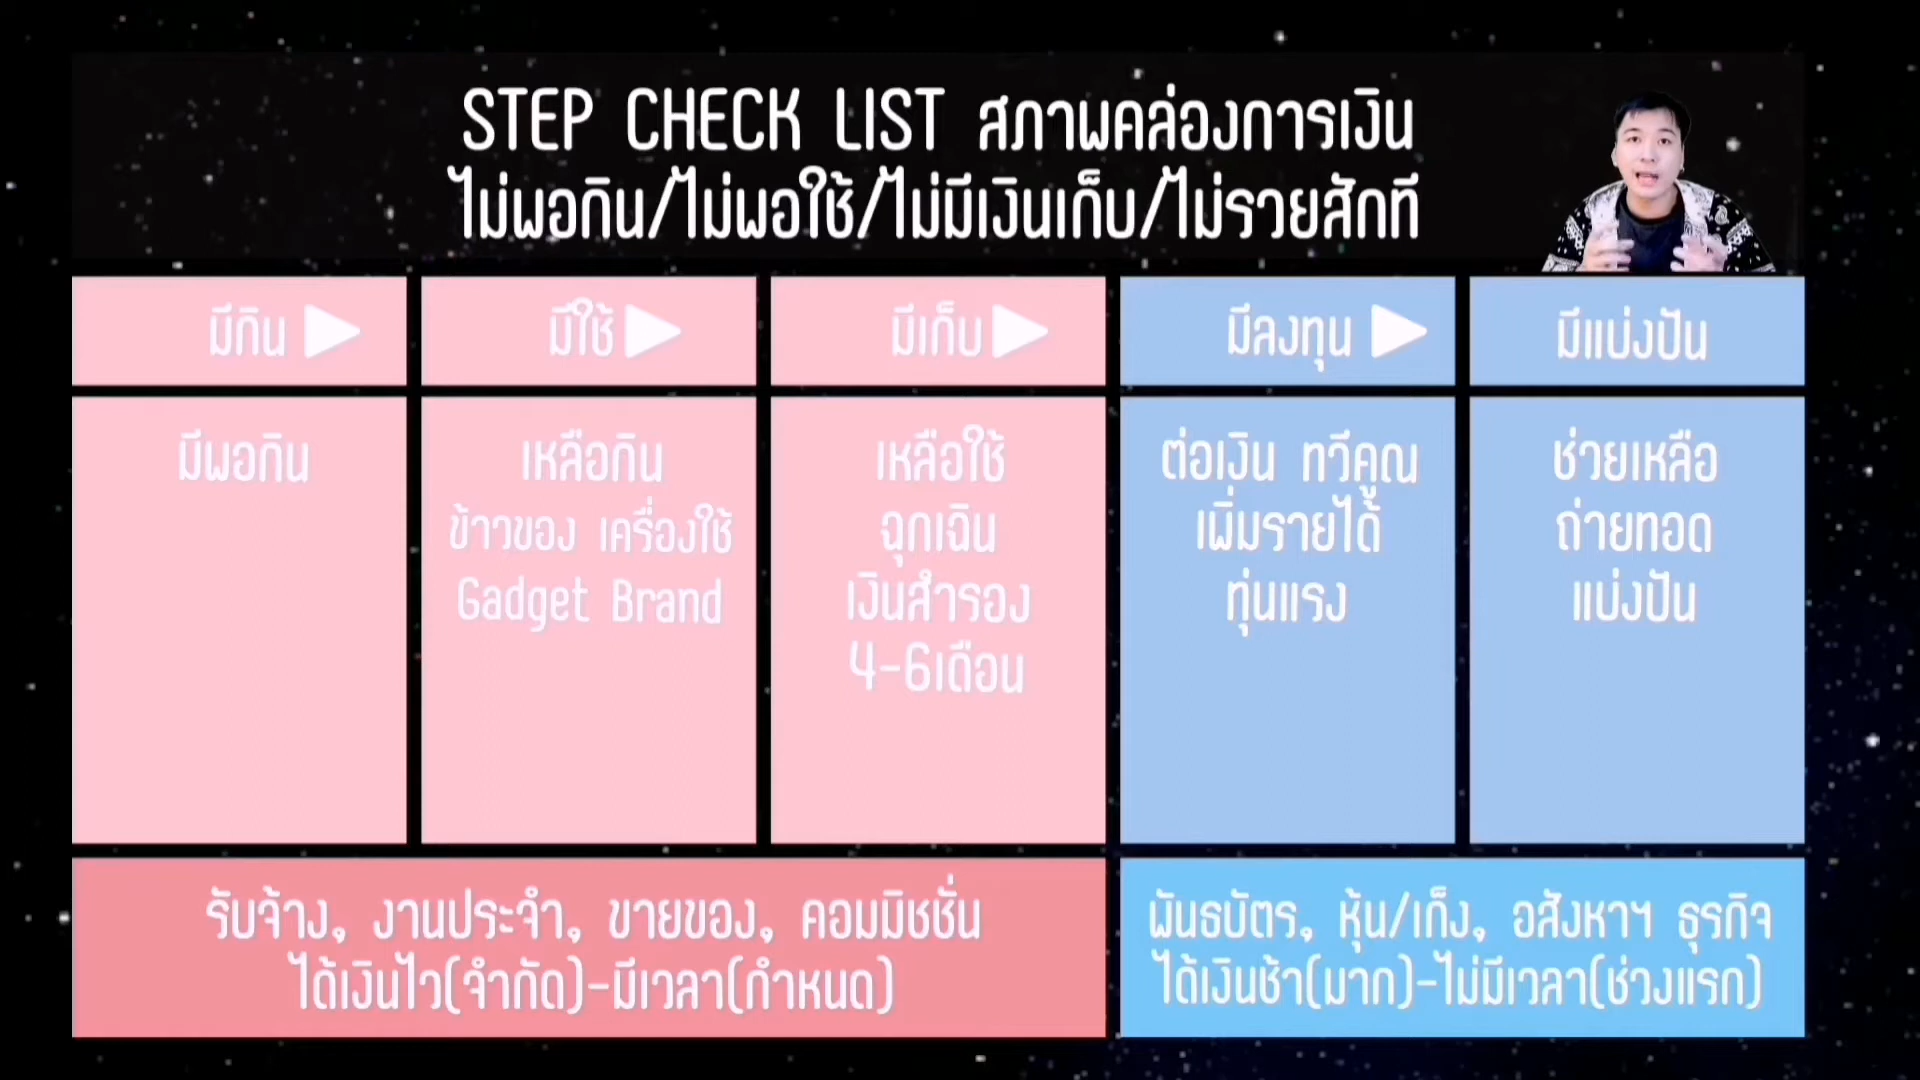 STEP CHECK LIST สภาพคล่องการเงิน
ไม่พอกิน/ไม่พอใช้/ไม่มีเงินเก็บ/ไม่รวยสักที
มีกิน
มีใช้
มีเก็บ
มีลงทุน
มีแบ่งปัน
มีพอกิน
เหลือกิน
ข้าวของ เครื่องใช้
Gadget Brand
เหลือใช้
ฉุกเฉิน
เงินสำรอง
4-6เดือน
ต่อเงิน ทวีคูณ
เพิ่มรายได้
ทุ่นแรง
ช่วยเหลือ
ถ่ายทอด
แบ่งปัน
รับจ้าง, งานประจำ, ขายของ, คอมมิชชั่น
ได้เงินไว(จำกัด)-มีเวลา(กำหนด)
พันธบัตร, หุ้น/เก็ง, อสังหาฯ ธุรกิจ
ได้เงินช้า(มาก)-ไม่มีเวลา(ช่วงแรก)